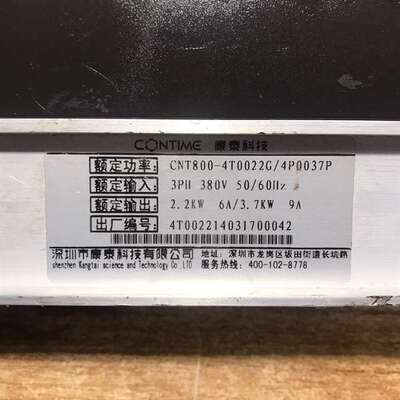 CONTIME 康泰科技
额定功率: CNT800-4T0022G/4P0037P
额定输入: 3PH 380V 50/60Hz
额定输出: 2.2KW 6A/3.7KW 9A
出厂编号: 4T002214031700042
深圳市康泰科技有限公司 地址:深圳市龙岗区坂田街道长坑路
shenzhen Kangtai science and Technology Co Ltd 服务热线:400-102-8778